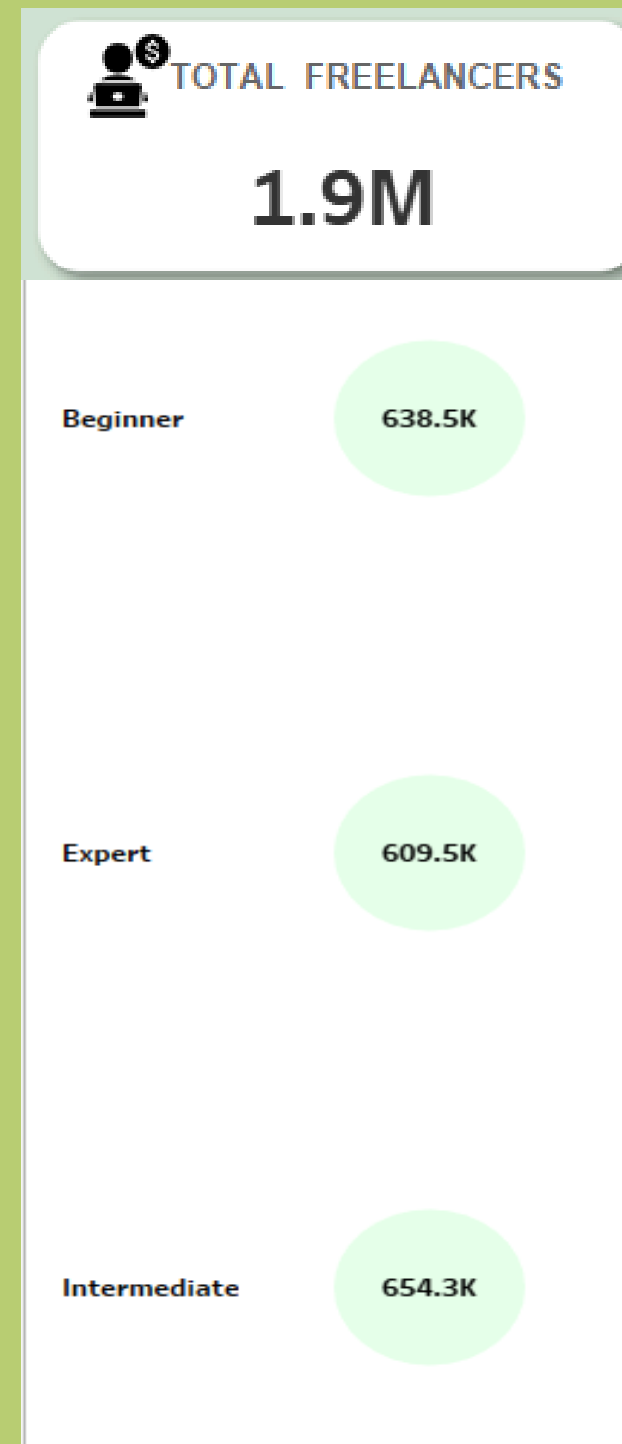 $
TOTAL FREELANCERS
1.9M
Beginner 638.5K
Expert 609.5K
Intermediate 654.3K